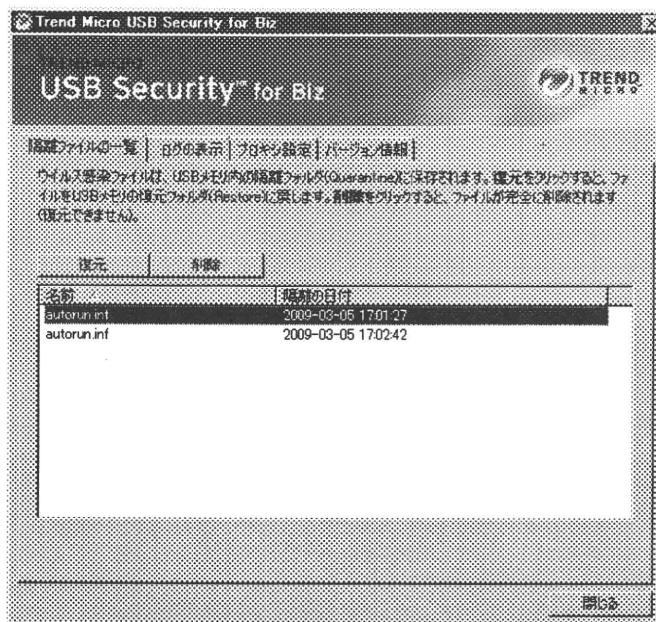 Trend Micro USB Security for Biz
USB Security™ for Biz
TREND
MICRO
隔離ファイルの一覧 | ログの表示 | プロキシ設定 | バージョン情報 |
ウイルス感染ファイルは、USBメモリ内の隔離フォルダ(Quarantine)に保存されます。復元をクリックすると、ファ
イルをUSBメモリの復元フォルダ(Restore)に戻します。削除をクリックすると、ファイルが完全に削除されます
(復元できません)。
復元 削除
名前 隔離の日付
autorun.inf 2009-03-05 17:01:27
autorun.inf 2009-03-05 17:02:42
閉じる